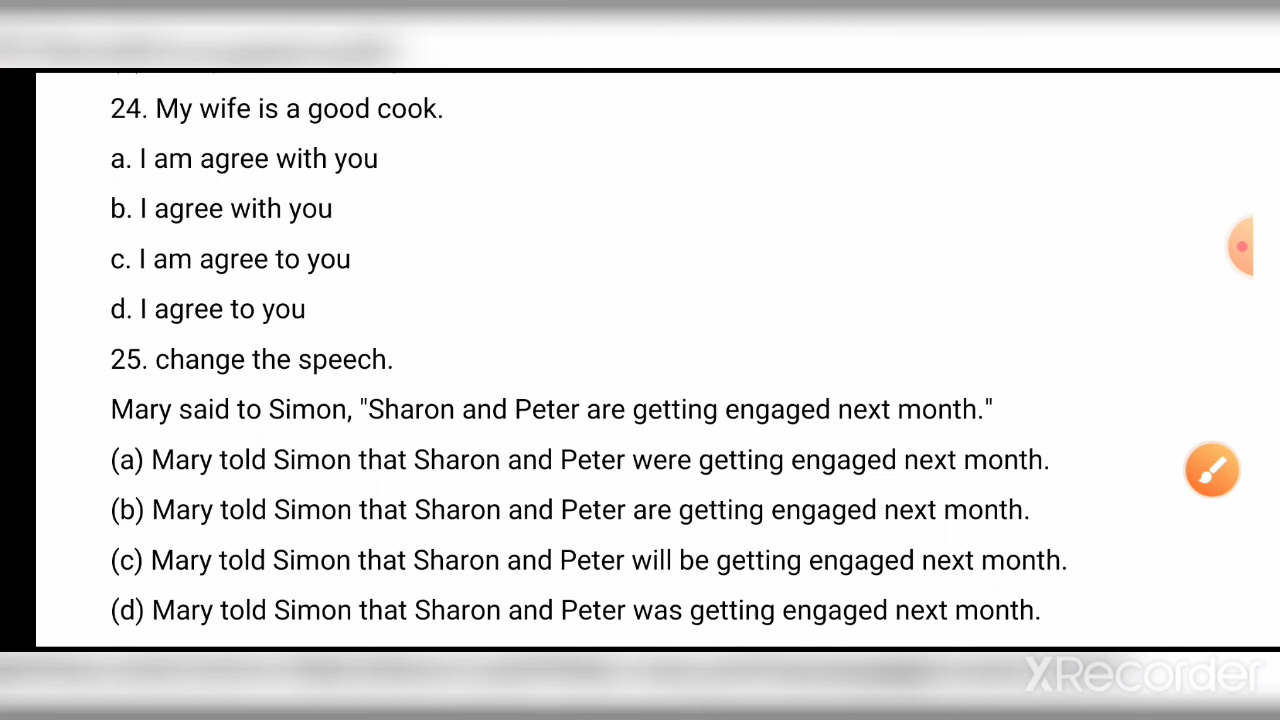 24. My wife is a good cook.
a. I am agree with you
b. I agree with you
c. I am agree to you
d. I agree to you
25. change the speech.
Mary said to Simon, "Sharon and Peter are getting engaged next month."
(a) Mary told Simon that Sharon and Peter were getting engaged next month.
(b) Mary told Simon that Sharon and Peter are getting engaged next month.
(c) Mary told Simon that Sharon and Peter will be getting engaged next month.
(d) Mary told Simon that Sharon and Peter was getting engaged next month.
XRecorder